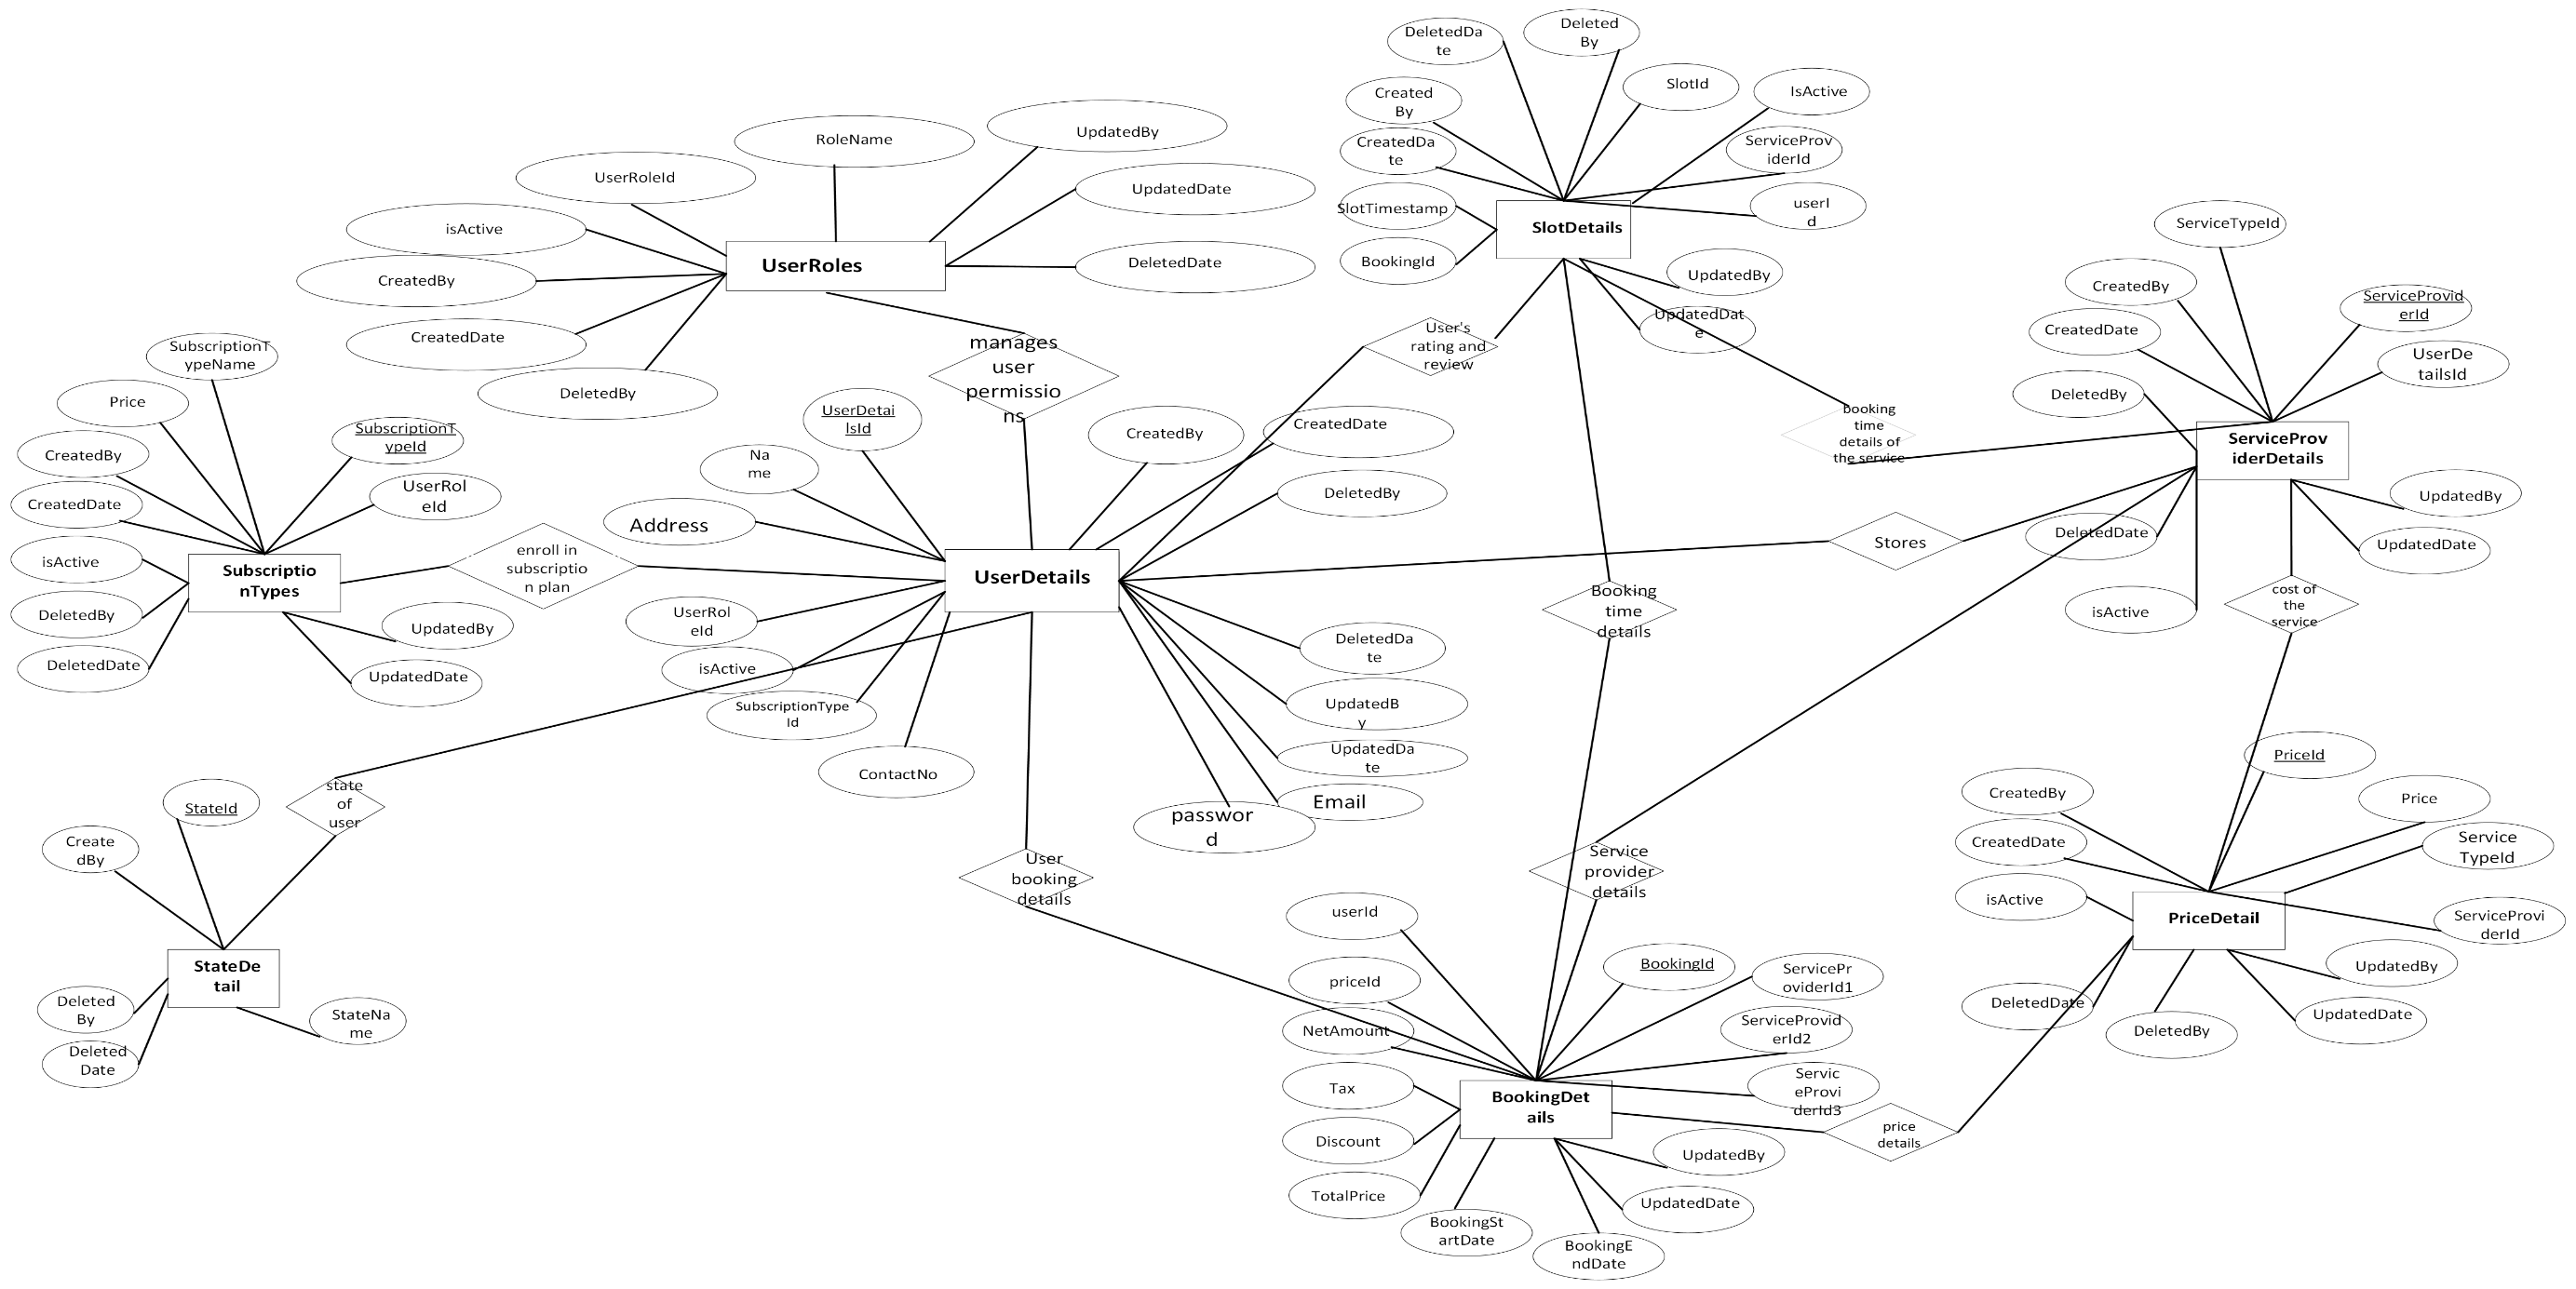 DeletedDa
te
Deleted
By
SlotId
IsActive
Created
By
CreatedDa
te
ServiceProv
iderId
SlotTimestamp
userI
d
BookingId
SlotDetails
UpdatedBy
UpdatedDat
e
RoleName
UpdatedBy
UserRoleId
UpdatedDate
isActive
UserRoles
DeletedDate
CreatedBy
CreatedDate
DeletedBy
manages
user
permissio
ns
User's
rating and
review
ServiceTypeId
CreatedBy
ServiceProvid
erId
CreatedDate
UserDe
tailsId
DeletedBy
booking
time
details of
the service
ServiceProv
iderDetails
UpdatedBy
DeletedDate
UpdatedDate
isActive
Stores
cost of
the
service
SubscriptionT
ypeName
Price
SubscriptionT
ypeId
CreatedBy
UserRol
eId
CreatedDate
isActive
Subscriptio
nTypes
DeletedBy
UpdatedBy
DeletedDate
UpdatedDate
enroll in
subscriptio
n plan
UserDetai
lsId
CreatedBy
CreatedDate
Na
me
DeletedBy
Address
UserDetails
UserRol
eId
DeletedDa
te
isActive
SubscriptionType
Id
UpdatedB
y
UpdatedDa
te
ContactNo
Email
passwor
d
Booking
time
details
state
of
user
StateId
Create
dBy
StateDe
tail
Deleted
By
StateNa
me
Deleted
Date
User
booking
details
Service
provider
details
PriceId
CreatedBy
Price
CreatedDate
Service
TypeId
isActive
PriceDetail
ServiceProvi
derId
UpdatedBy
DeletedDate
UpdatedDate
DeletedBy
userId
BookingId
ServicePr
oviderId1
priceId
NetAmount
ServiceProvid
erId2
Tax
Servic
eProvi
derId3
BookingDet
ails
Discount
price
details
UpdatedBy
TotalPrice
UpdatedDate
BookingSt
artDate
BookingE
ndDate